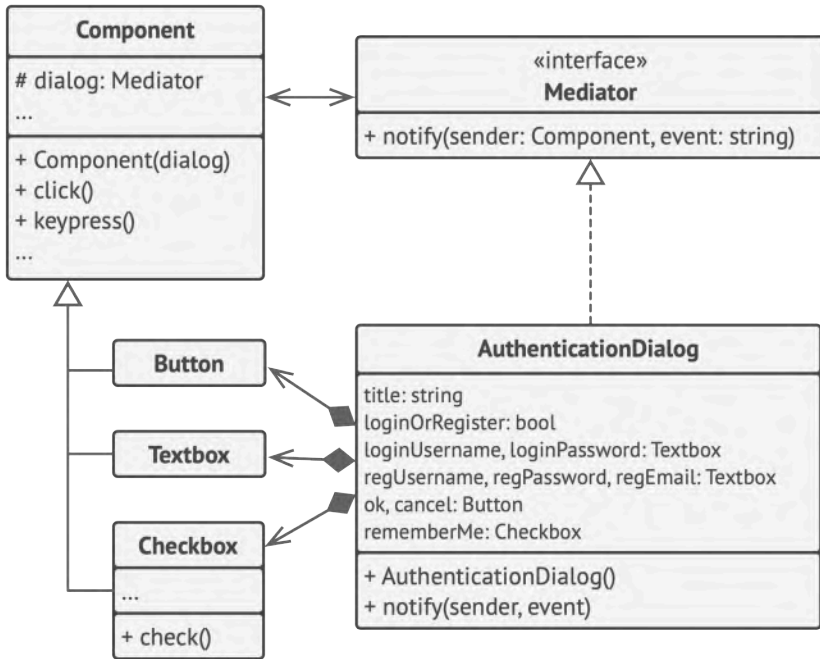 Component
# dialog: Mediator
...
+ Component(dialog)
+ click()
+ keypress()
...
«interface»
Mediator
+ notify(sender: Component, event: string)
Button
Textbox
Checkbox
...
+ check()
AuthenticationDialog
title: string
loginOrRegister: bool
loginUsername, loginPassword: Textbox
regUsername, regPassword, regEmail: Textbox
ok, cancel: Button
rememberMe: Checkbox
+ AuthenticationDialog()
+ notify(sender, event)